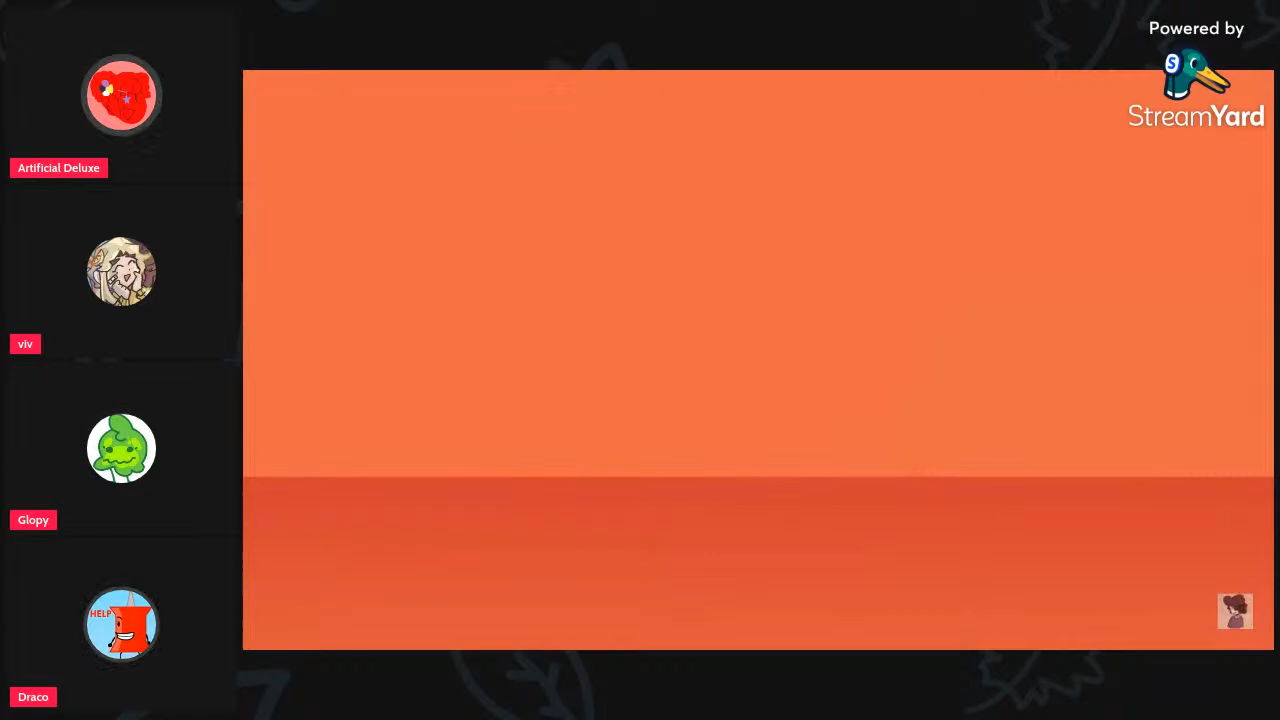 Powered by
StreamYard
Artificial Deluxe
viv
Glopy
HELP
Draco